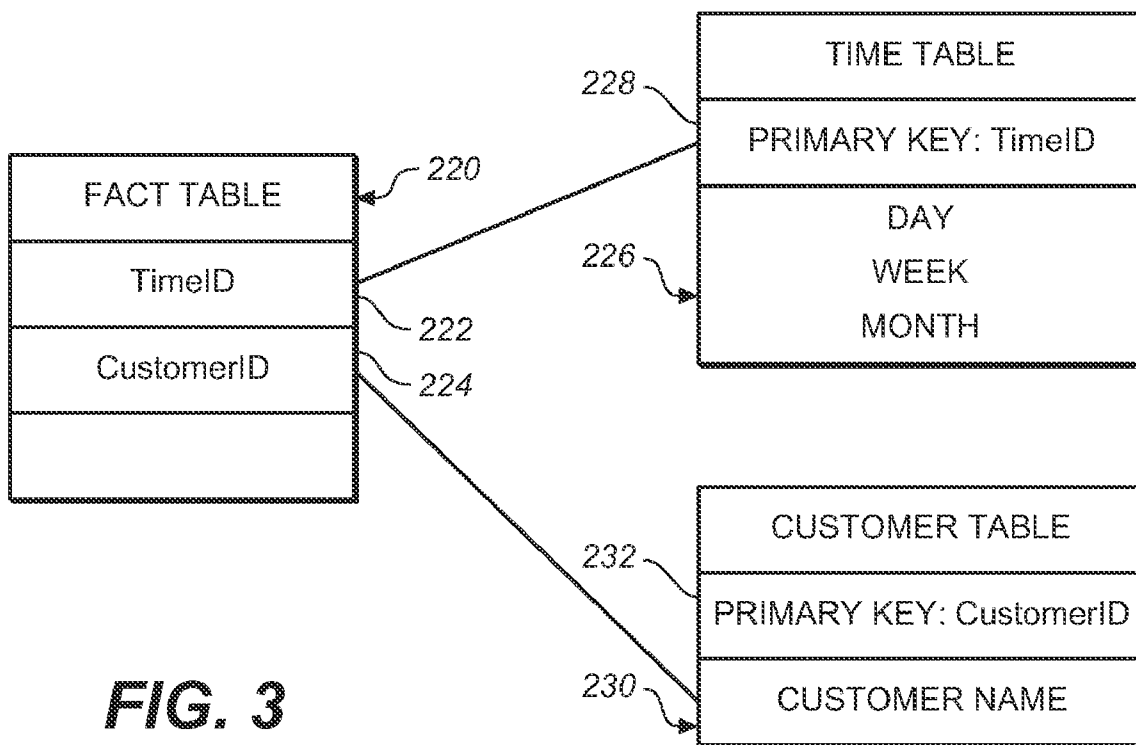 FACT TABLE
TimeID
CustomerID
220
222
224
TIME TABLE
PRIMARY KEY: TimeID
DAY
WEEK
MONTH
228
226
CUSTOMER TABLE
PRIMARY KEY: CustomerID
CUSTOMER NAME
232
230
FIG. 3